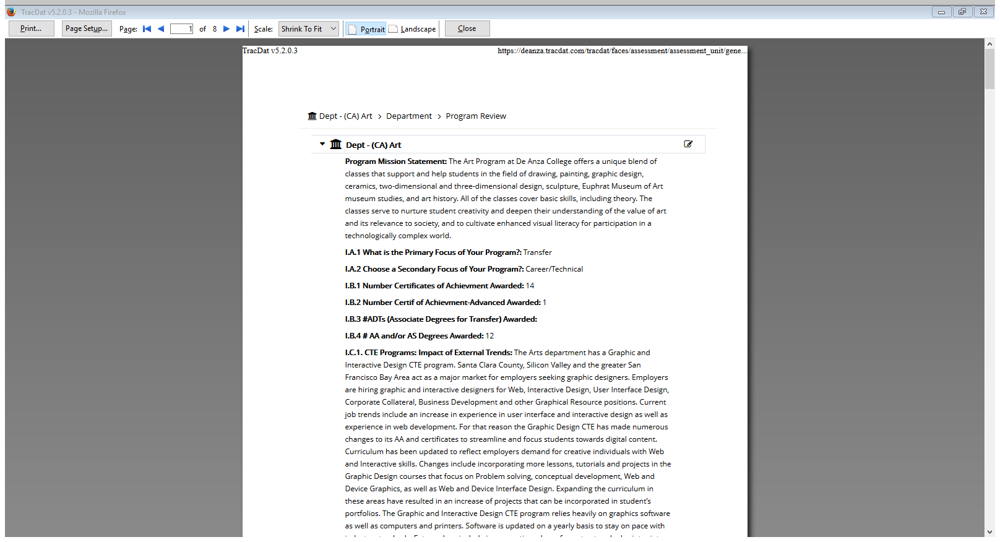 TracDat v5.2.0.3 - Mozilla Firefox
Print... Page Setup... Page: 1 of 8 Scale: Shrink To Fit Portrait Landscape Close
TracDat v5.2.0.3 https://deanza.tracdat.com/tracdat/faces/assessment/assessment_unit/gene...
Dept - (CA) Art > Department > Program Review
Dept - (CA) Art
Program Mission Statement: The Art Program at De Anza College offers a unique blend of
classes that support and help students in the field of drawing, painting, graphic design,
ceramics, two-dimensional and three-dimensional design, sculpture, Euphrat Museum of Art
museum studies, and art history. All of the classes cover basic skills, including theory. The
classes serve to nurture student creativity and deepen their understanding of the value of art
and its relevance to society, and to cultivate enhanced visual literacy for participation in a
technologically complex world.
I.A.1 What is the Primary Focus of Your Program?: Transfer
I.A.2 Choose a Secondary Focus of Your Program?: Career/Technical
I.B.1 Number Certificates of Achievment Awarded: 14
I.B.2 Number Certif of Achievment-Advanced Awarded: 1
I.B.3 #ADTs (Associate Degrees for Transfer) Awarded:
I.B.4 # AA and/or AS Degrees Awarded: 12
I.C.1. CTE Programs: Impact of External Trends: The Arts department has a Graphic and
Interactive Design CTE program. Santa Clara County, Silicon Valley and the greater San
Francisco Bay Area act as a major market for employers seeking graphic designers. Employers
are hiring graphic and interactive designers for Web, Interactive Design, User Interface Design,
Corporate Collateral, Business Development and other Graphical Resource positions. Current
job trends include an increase in experience in user interface and interactive design as well as
experience in web development. For that reason the Graphic Design CTE has made numerous
changes to its AA and certificates to streamline and focus students towards digital content.
Curriculum has been updated to reflect employers demand for creative individuals with Web
and Interactive skills. Changes include incorporating more lessons, tutorials and projects in the
Graphic Design courses that focus on Problem solving, conceptual development, Web and
Device Graphics, as well as Web and Device Interface Design. Expanding the curriculum in
these areas have resulted in an increase of projects that can be incorporated in student's
portfolios. The Graphic and Interactive Design CTE program relies heavily on graphics software
as well as computers and printers. Software is updated on a yearly basis to stay on pace with